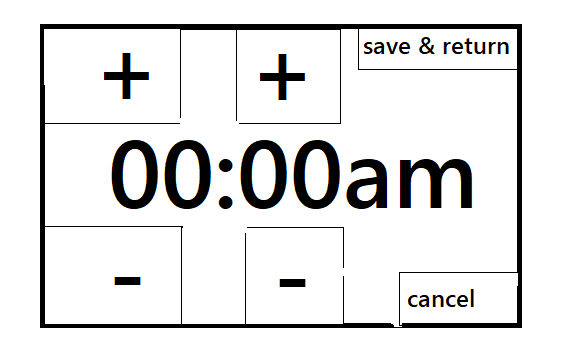 + + save & return
00:00am
- -
cancel